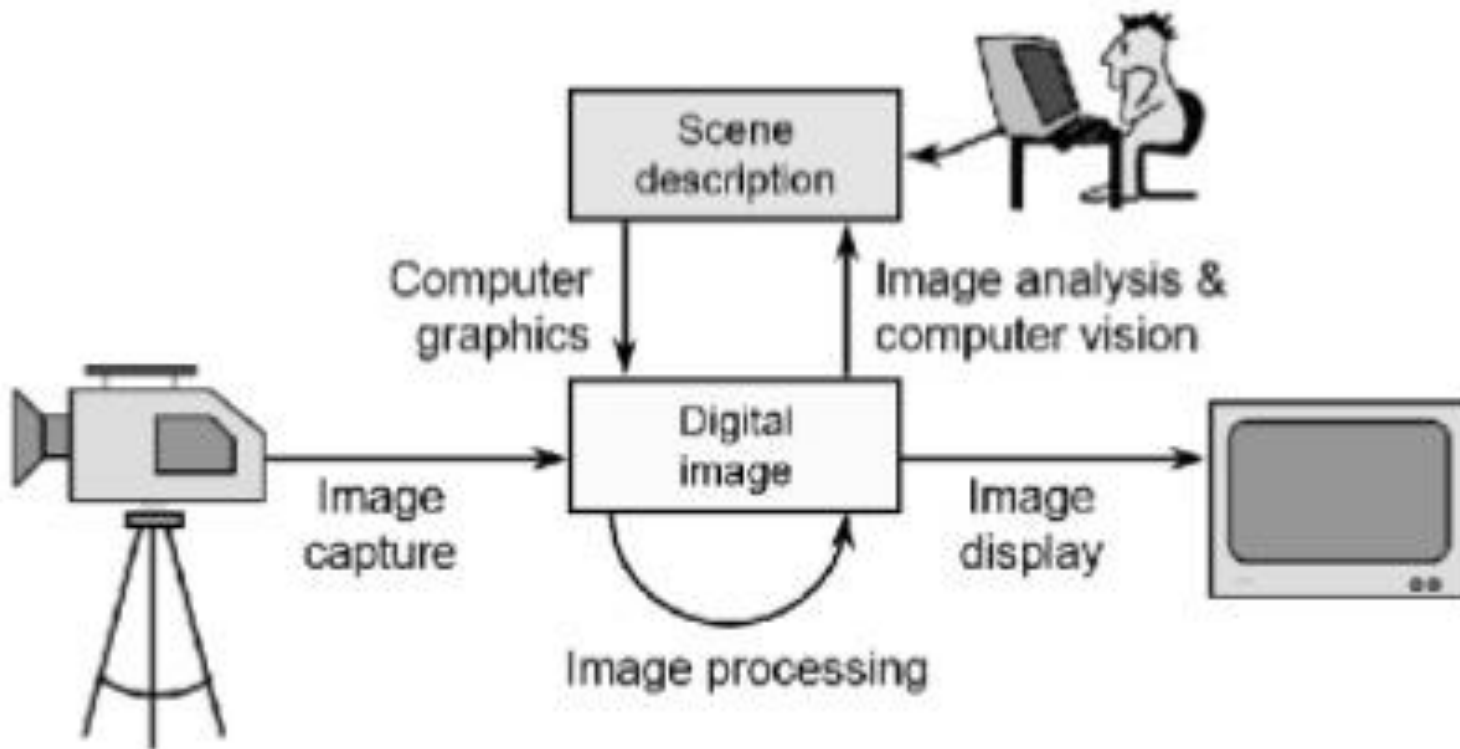 Scene
description
Computer
graphics
Image analysis &
computer vision
Digital
image
Image
capture
Image
display
Image processing